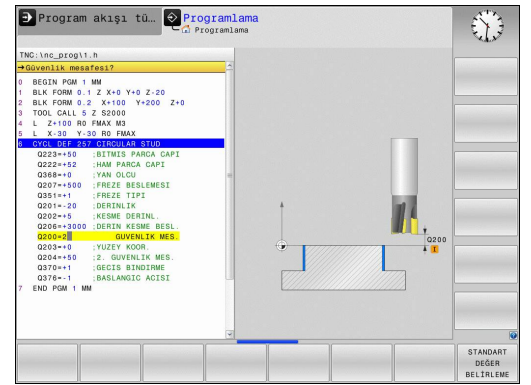 Program akışı tü...
Programlama
Programlama
TNC:\nc_prog\1.h
→Güvenlik mesafesi?
0 BEGIN PGM 1 MM
1 BLK FORM 0.1 Z X+0 Y+0 Z-20
2 BLK FORM 0.2 X+100 Y+200 Z+0
3 TOOL CALL 5 Z S2000
4 L Z+100 R0 FMAX M3
5 L X-30 Y-30 R0 FMAX
6 CYCL DEF 257 CIRCULAR STUD
Q223=+50 ;BITMIS PARCA CAPI
Q222=+52 ;HAM PARCA CAPI
Q368=+0 ;YAN OLCU
Q207=+500 ;FREZE BESLEMESI
Q351=+1 ;FREZE TIPI
Q201=-20 ;DERINLIK
Q202=+5 ;KESME DERINL.
Q206=+3000 ;DERIN KESME BESL.
Q200=2 GUVENLIK MES.
Q203=+0 ;YUZEY KOOR.
Q204=+50 ;2. GUVENLIK MES.
Q370=+1 ;GECIS BINDIRME
Q376=-1 ;BASLANGIC ACISI
7 END PGM 1 MM
Q200
I
STANDART
DEĞER
BELİRLEME